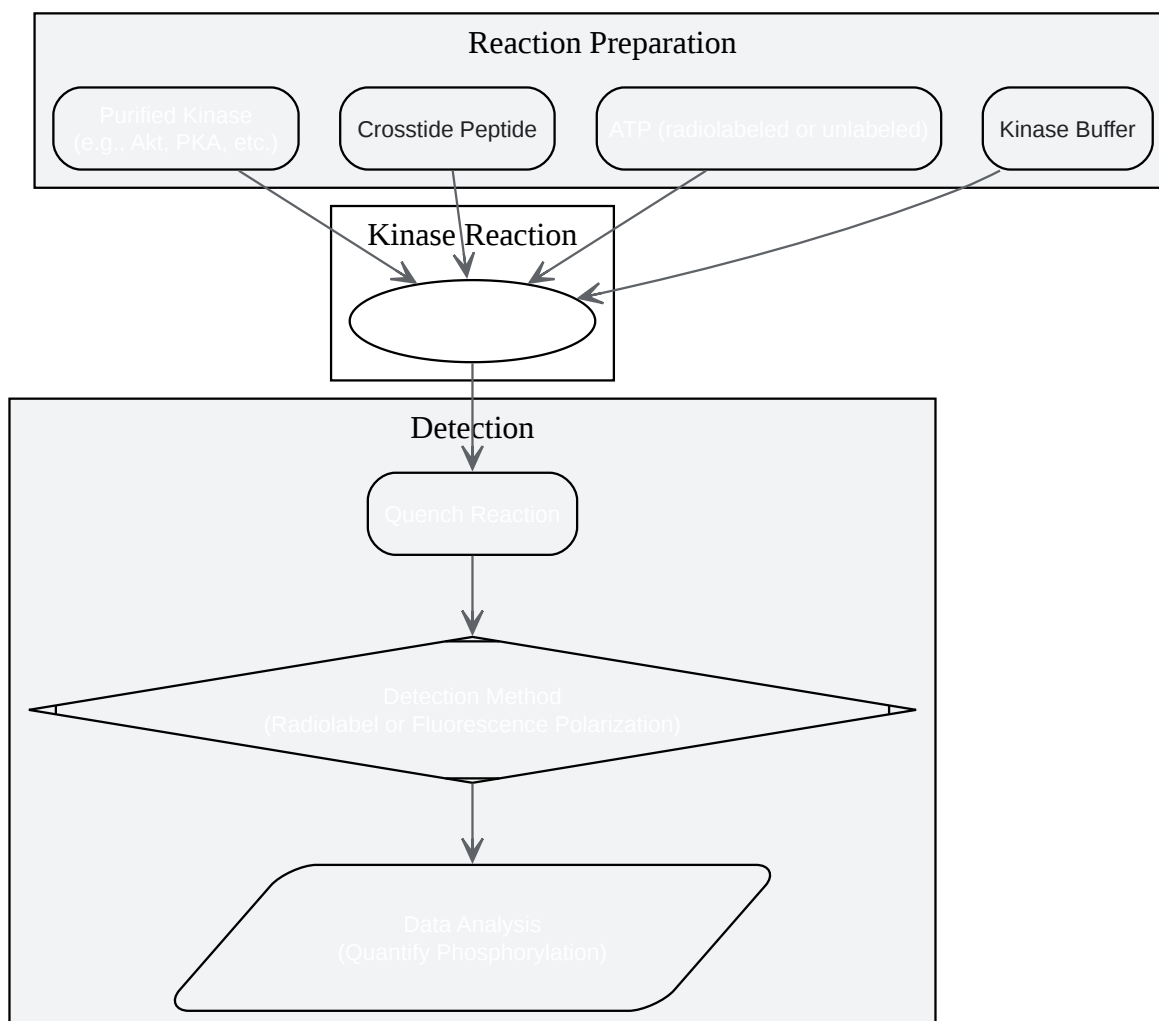 Reaction Preparation
Purified Kinase
(e.g., Akt, PKA, etc.)
Crosstide Peptide
ATP (radiolabeled or unlabeled)
Kinase Buffer
Kinase Reaction
Detection
Quench Reaction
Detection Method
(Radiolabel or Fluorescence Polarization)
Data Analysis
(Quantify Phosphorylation)